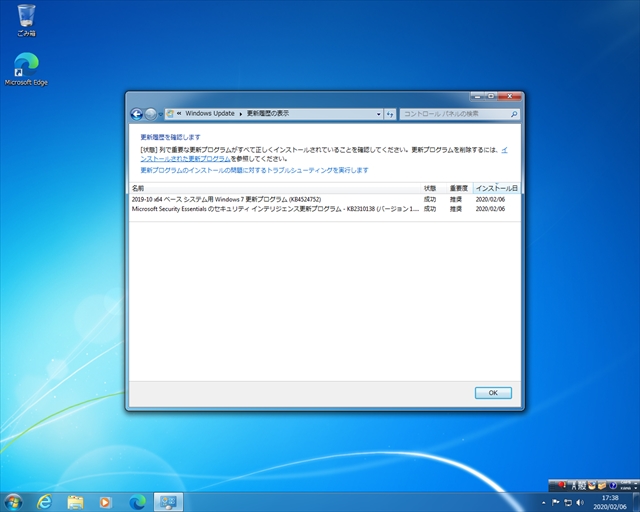 ごみ箱
Microsoft Edge
Windows Update
更新履歴の表示
コントロール パネルの検索
更新履歴を確認します
[状態] 列で重要な更新プログラムがすべて正しくインストールされていることを確認してください。更新プログラムを削除するには、イ
ンストールされた更新プログラムを参照してください。
更新プログラムのインストールの問題に対するトラブルシューティングを実行します
名前 状態 重要度 インストール日
2019-10 x64 ベース システム用 Windows 7 更新プログラム (KB4524752) 成功 推奨 2020/02/06
Microsoft Security Essentials のセキュリティ インテリジェンス更新プログラム - KB2310138 (バージョン 1.... 成功 推奨 2020/02/06
OK
般
17:38
2020/02/06